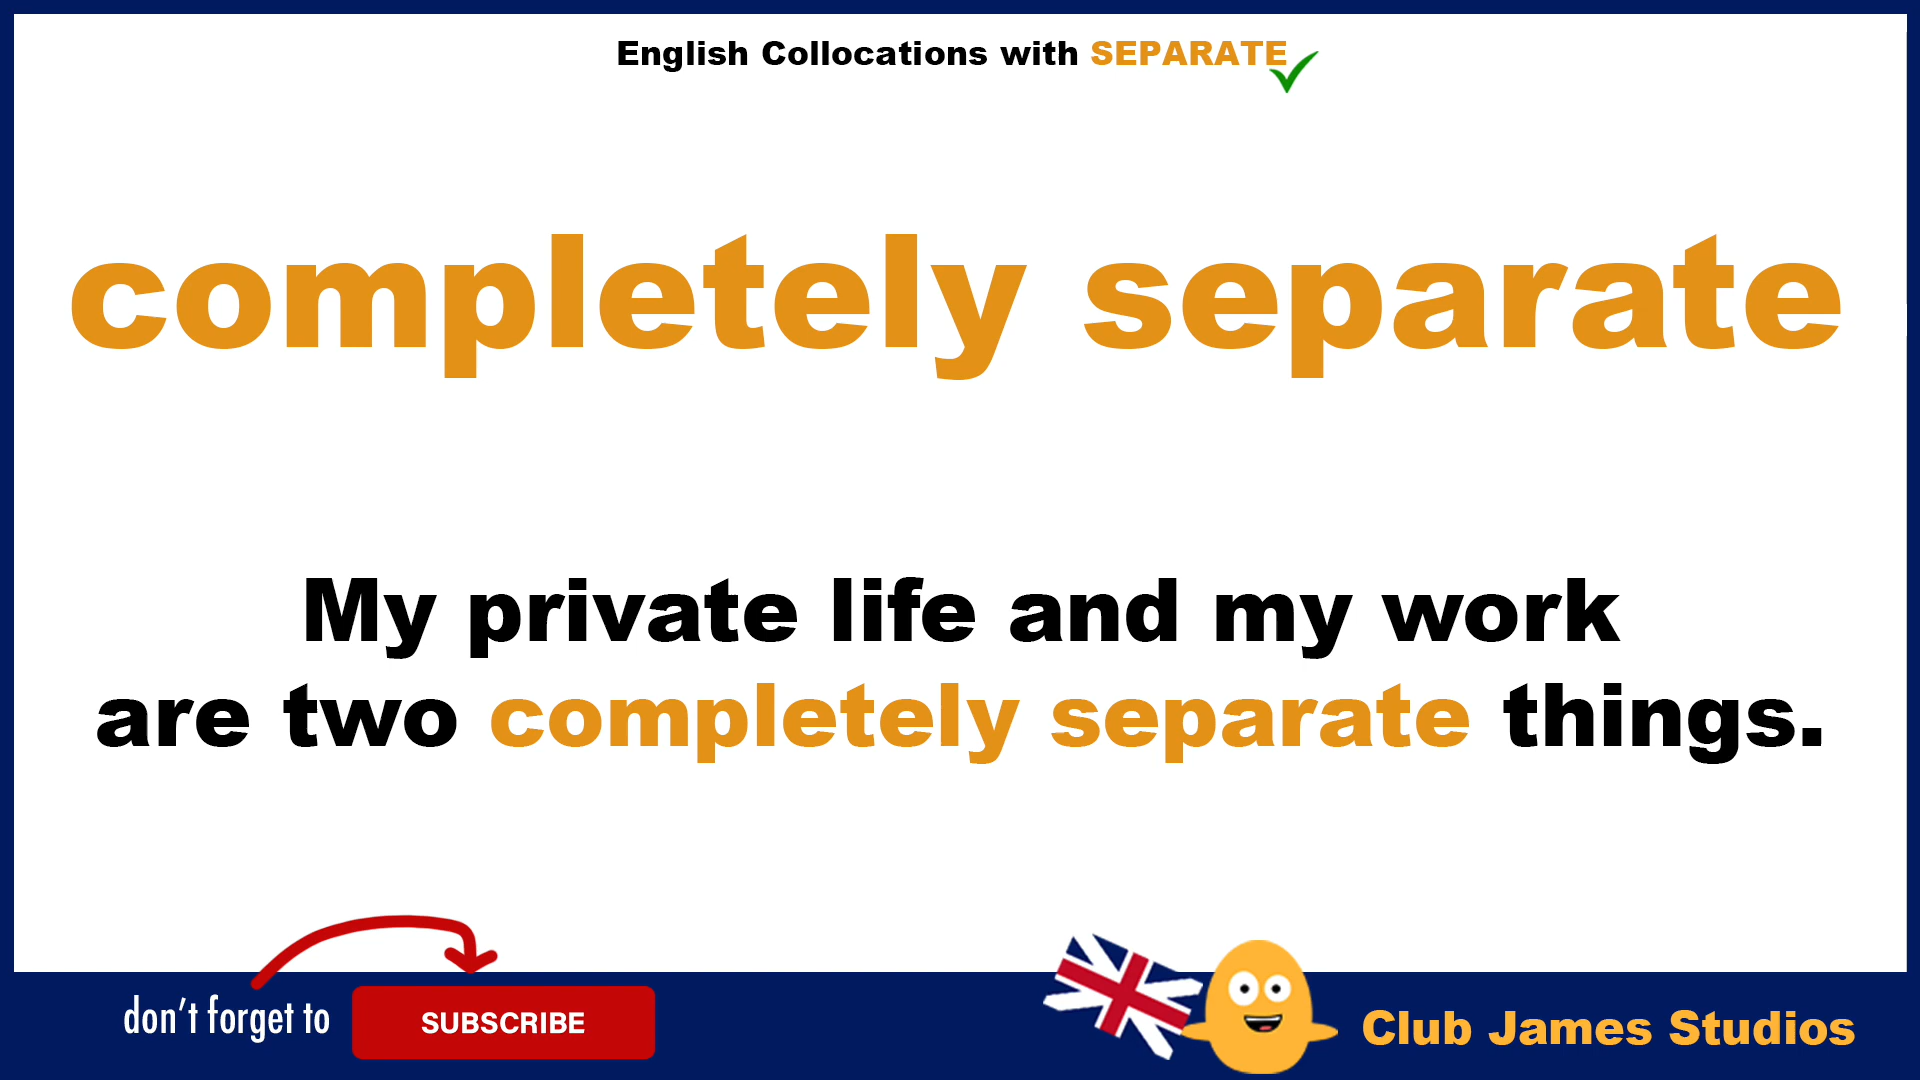 English Collocations with SEPARATE
completely separate
My private life and my work
are two completely separate things.
don't forget to
SUBSCRIBE
Club James Studios